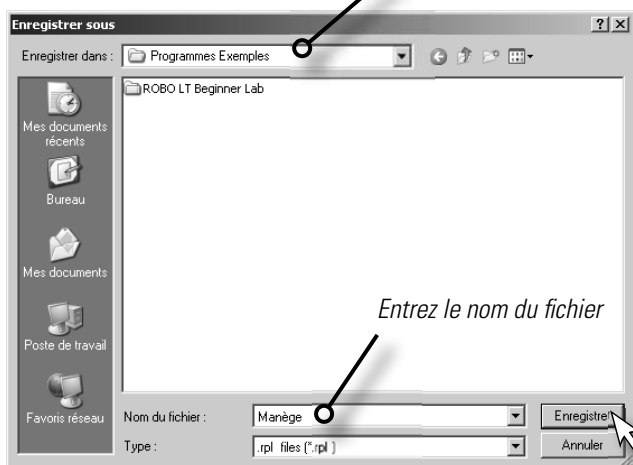 Enregistrer sous
Enregistrer dans : Programmes Exemples
ROBO LT Beginner Lab
Mes documents
récents
Bureau
Mes documents
Poste de travail
Favoris réseau
Entrez le nom du fichier
Nom du fichier : Manège Enregistrer
Type : .rpl files (*.rpl ) Annuler